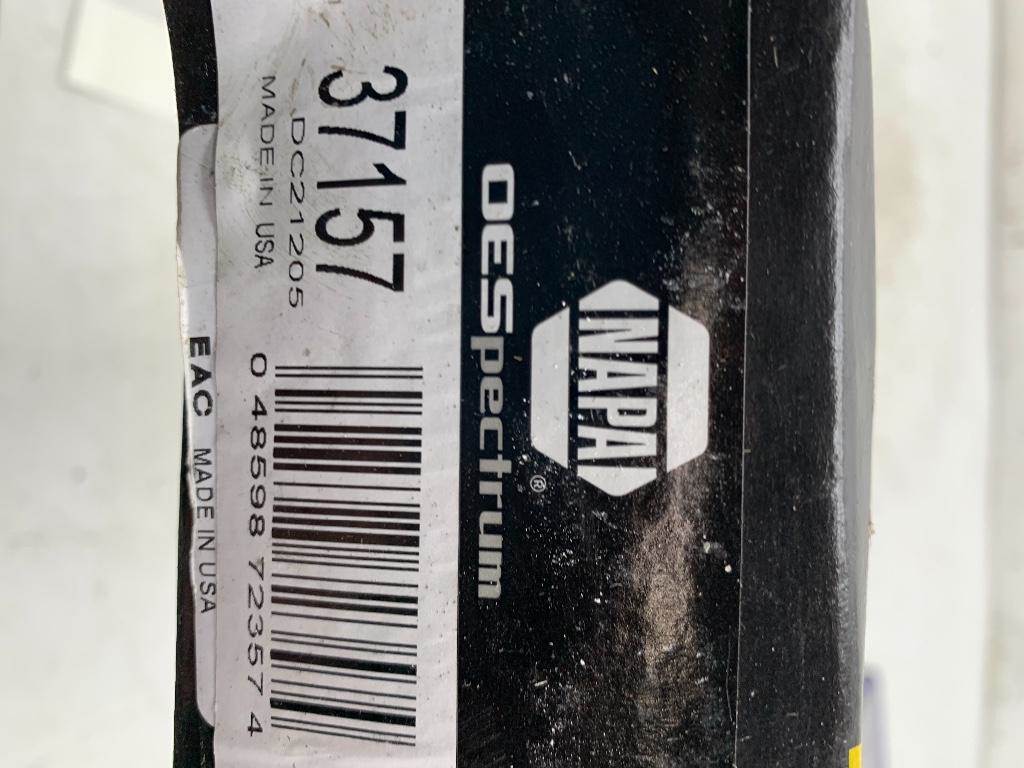 NAPA
®
OESpectrum
37157
DC21205
MADE IN USA
0 48598 72357 4
EAC MADE IN USA